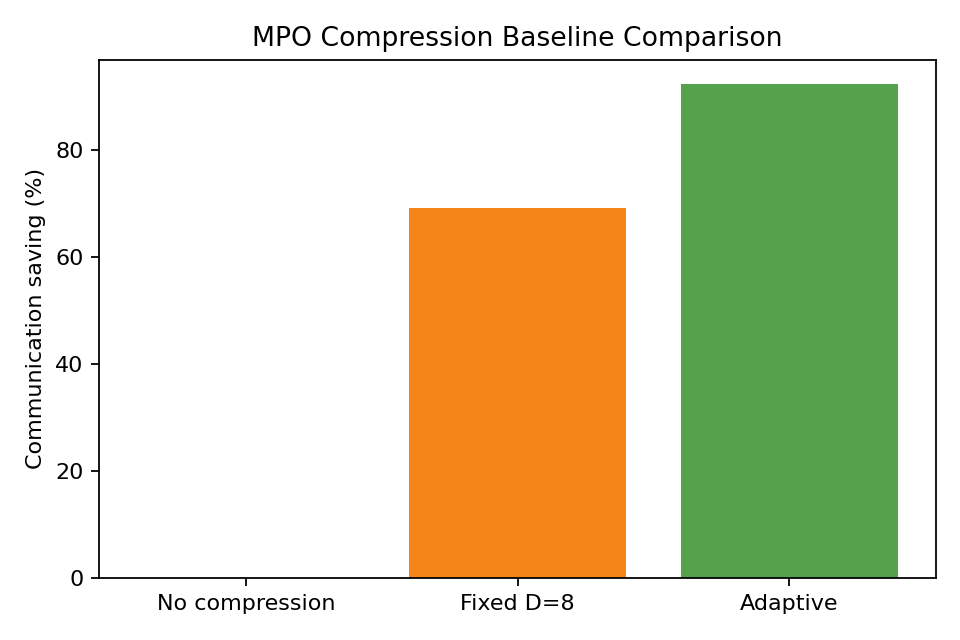 MPO Compression Baseline Comparison
Communication saving (%)
80
60
40
20
0
No compression
Fixed D=8
Adaptive